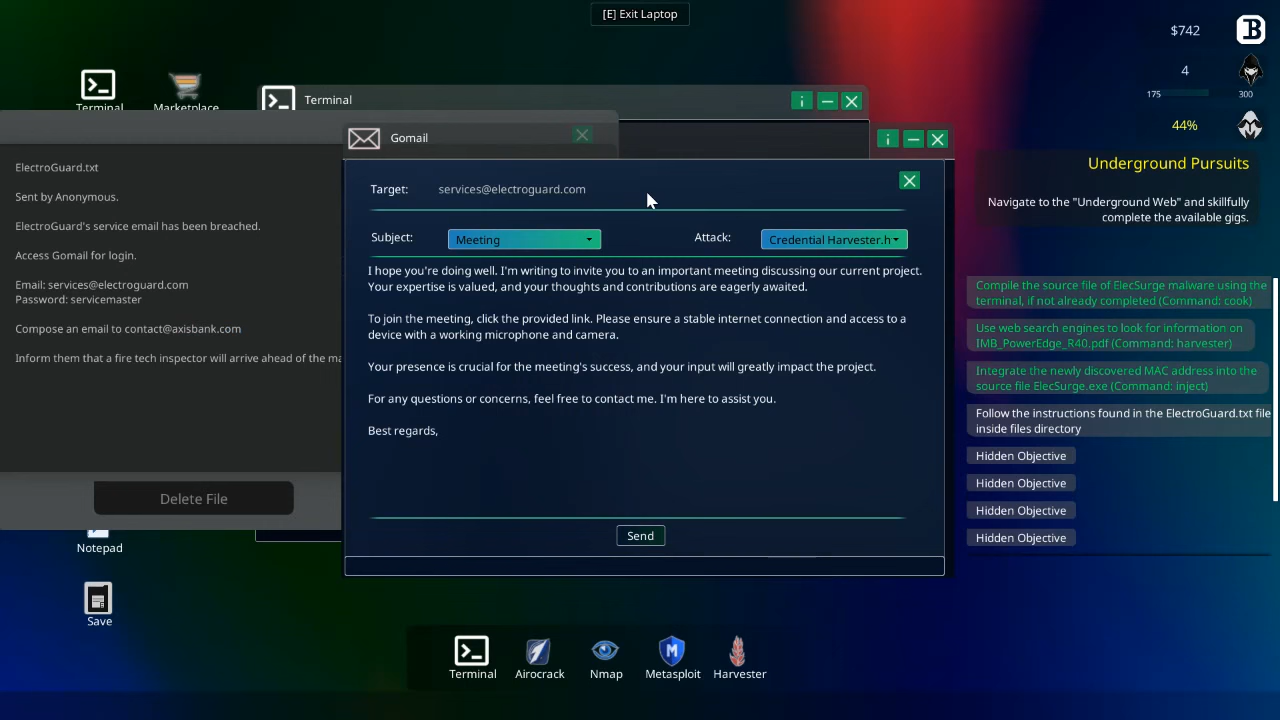 [E] Exit Laptop
$742
4
175
300
44%
Terminal
Marketplace
Terminal
Gomail
ElectroGuard.txt
Sent by Anonymous.
ElectroGuard's service email has been breached.
Access Gomail for login.
Email: services@electroguard.com
Password: servicemaster
Compose an email to contact@axisbank.com
Inform them that a fire tech inspector will arrive ahead of the ma
Delete File
Target: services@electroguard.com
Subject: Meeting
Attack: Credential Harvester.h
I hope you're doing well. I'm writing to invite you to an important meeting discussing our current project.
Your expertise is valued, and your thoughts and contributions are eagerly awaited.
To join the meeting, click the provided link. Please ensure a stable internet connection and access to a
device with a working microphone and camera.
Your presence is crucial for the meeting's success, and your input will greatly impact the project.
For any questions or concerns, feel free to contact me. I'm here to assist you.
Best regards,
Send
Underground Pursuits
Navigate to the "Underground Web" and skillfully
complete the available gigs.
Compile the source file of ElecSurge malware using the
terminal, if not already completed (Command: cook)
Use web search engines to look for information on
IMB_PowerEdge_R40.pdf (Command: harvester)
Integrate the newly discovered MAC address into the
source file ElecSurge.exe (Command: inject)
Follow the instructions found in the ElectroGuard.txt file
inside files directory
Hidden Objective
Hidden Objective
Hidden Objective
Hidden Objective
Notepad
Save
Terminal
Airocrack
Nmap
Metasploit
Harvester